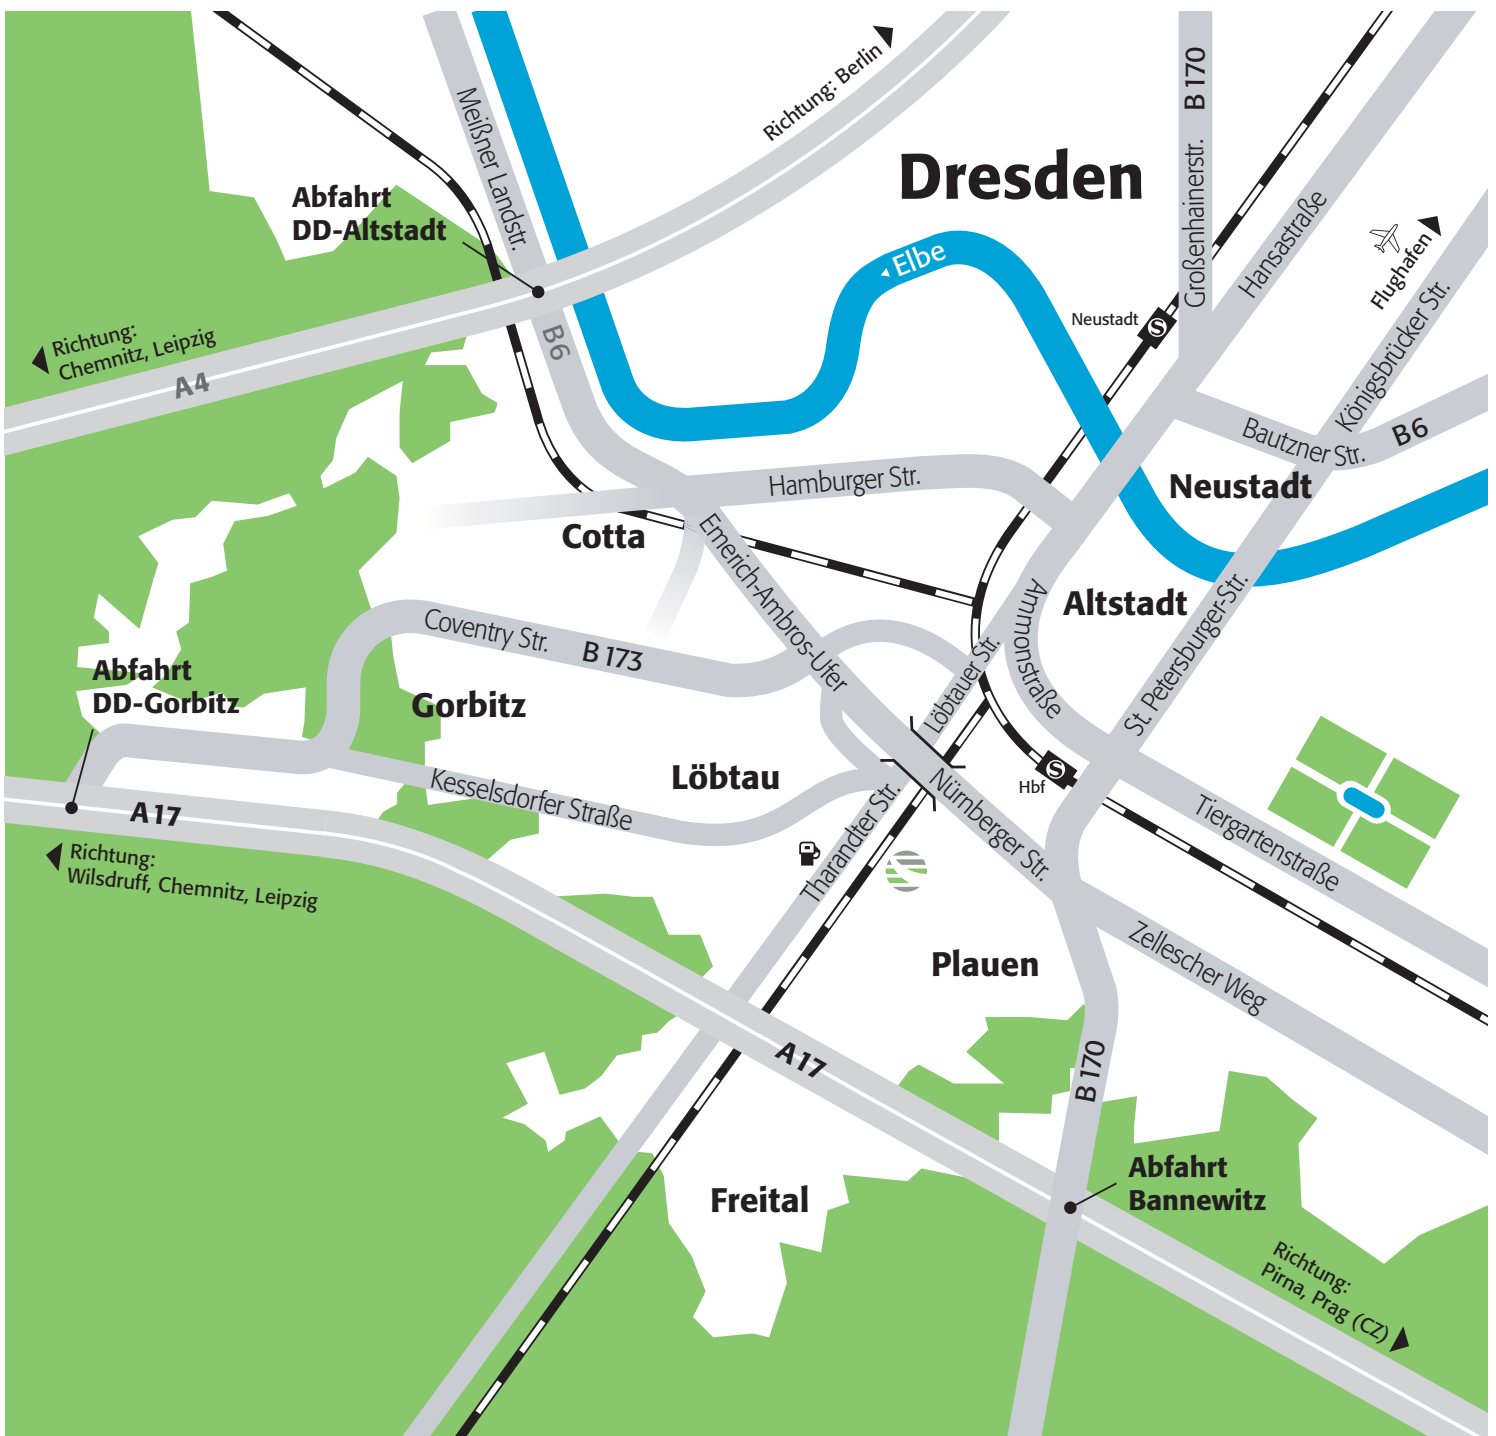 Richtung: Berlin
B 170
Meißner Landstr.
Dresden
Großenhainerstr.
Abfahrt
DD-Altstadt
Hansastraße
Elbe
Flughafen
Neustadt
S
Königsbrücker Str.
Richtung:
Chemnitz, Leipzig
A4
B6
Bautzner Str.
B6
Hamburger Str.
Neustadt
Cotta
Emerich-Ambros-Ufer
Ammonstraße
Altstadt
St. Petersburger-Str.
Coventry Str.
B 173
Löbtauer Str.
Abfahrt
DD-Gorbitz
Gorbitz
Löbtau
Kesselsdorfer Straße
S
Hbf
Nürnberger Str.
Tiergartenstraße
A17
Tharandter Str.
Richtung:
Wilsdruff, Chemnitz, Leipzig
Plauen
Zellescher Weg
A17
B 170
Abfahrt
Bannewitz
Freital
Richtung:
Pirna, Prag (CZ)